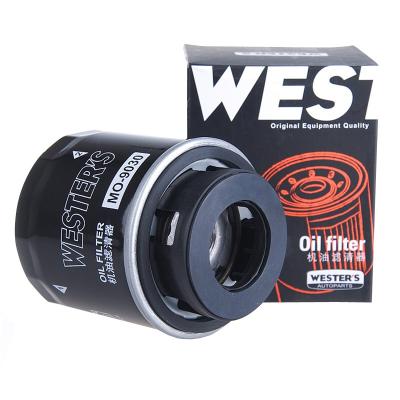 WESTER'S
MO-9030
OIL FILTER
机油滤清器
WEST
Original Equipment Quality
Oil filter
机油滤清器
WESTER'S
AUTOPARTS